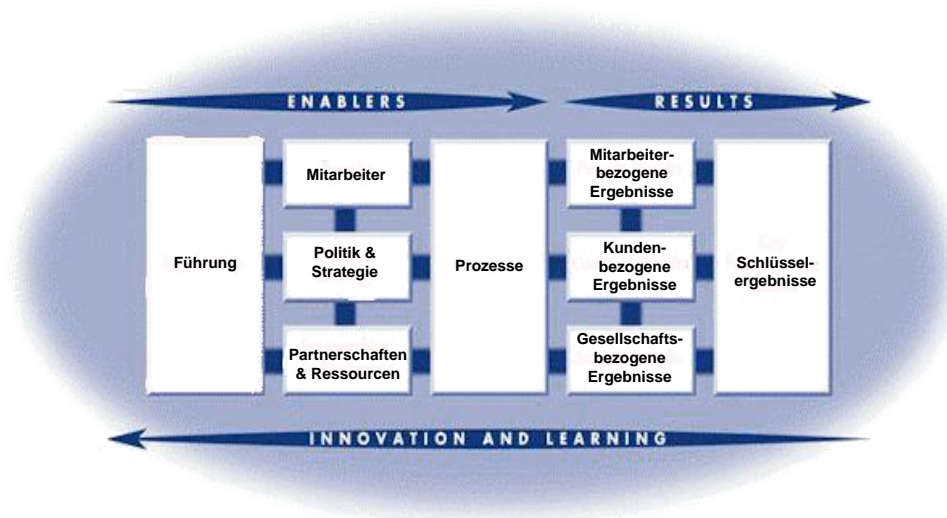 ENABLERS
RESULTS
Führung
Mitarbeiter
Politik &
Strategie
Partnerschaften
& Ressourcen
Prozesse
Mitarbeiter-
bezogene
Ergebnisse
Kunden-
bezogene
Ergebnisse
Gesellschafts-
bezogene
Ergebnisse
Schlüssel-
ergebnisse
INNOVATION AND LEARNING